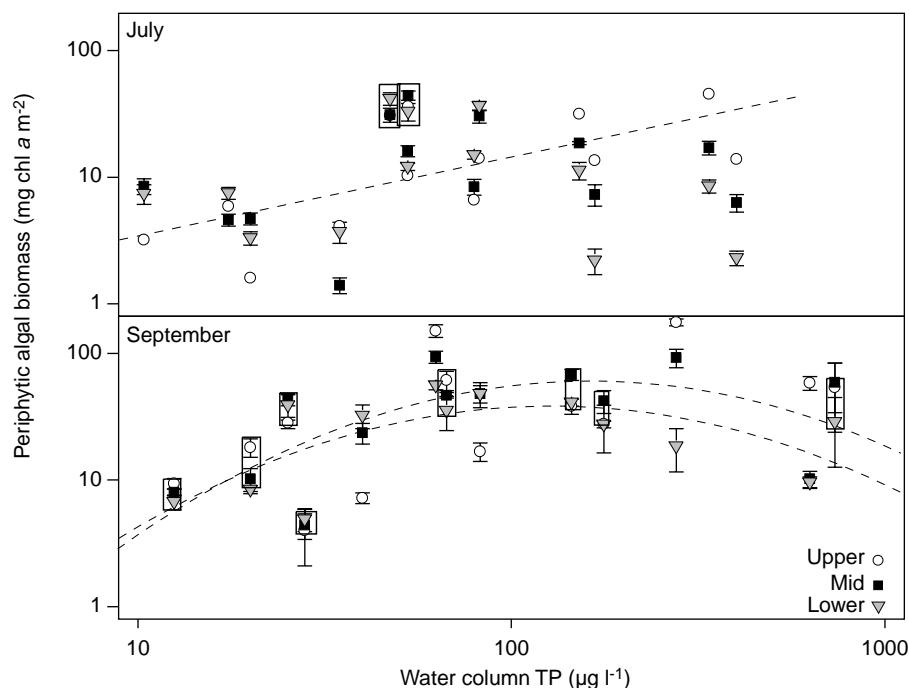 July
100
10
1
September
100
10
1
Periphytic algal biomass (mg chl a m-2)
Upper
Mid
Lower
10
100
1000
Water column TP (µg l-1)